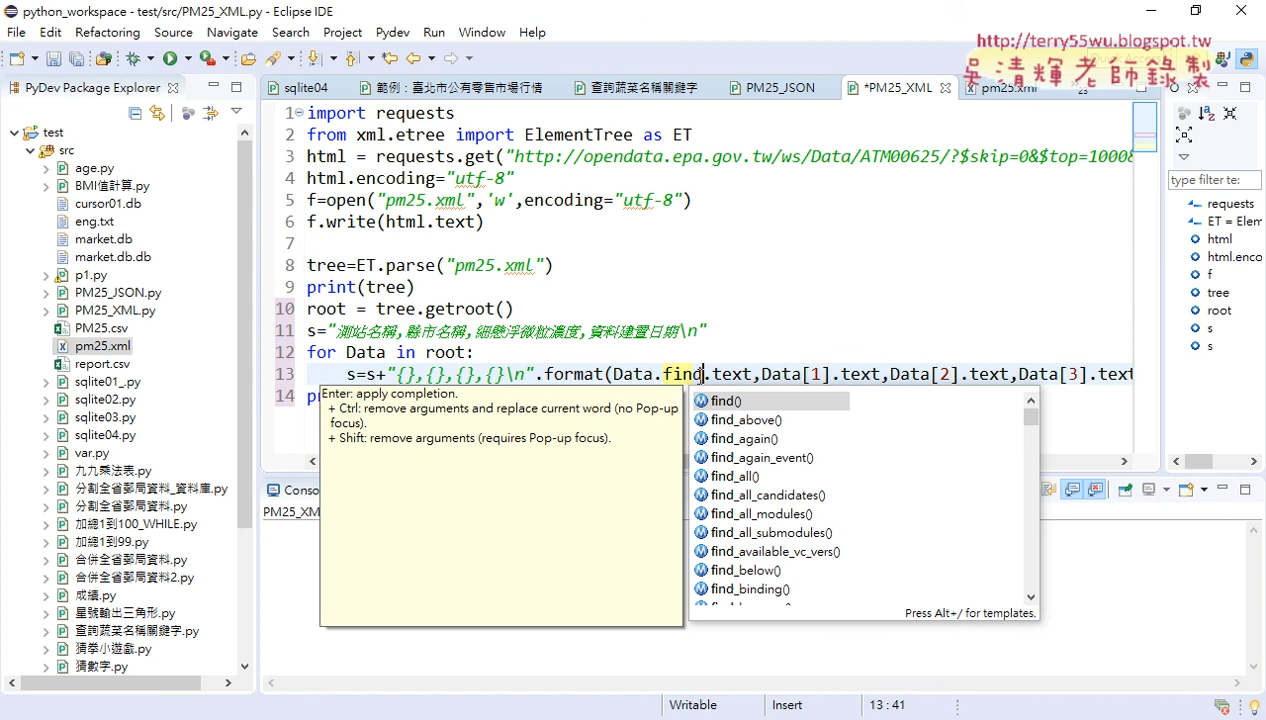 python_workspace - test/src/PM25_XML.py - Eclipse IDE
File Edit Refactoring Source Navigate Search Project Pydev Run Window Help
http://terry55wu.blogspot.tw
吳清輝老師錄製
PyDev Package Explorer
sqlite04
範例：臺北市公有零售市場行情
查詢蔬菜名稱關鍵字
PM25_JSON
*PM25_XML
pm25.xml
test
src
age.py
BMI值計算.py
cursor01.db
eng.txt
market.db
market.db.db
p1.py
PM25_JSON.py
PM25_XML.py
PM25.csv
pm25.xml
report.csv
sqlite01_.py
sqlite02.py
sqlite03.py
sqlite04.py
var.py
九九乘法表.py
分割全省郵局資料_資料庫.py
分割全省郵局資料.py
加總1到100_WHILE.py
加總1到99.py
合併全省郵局資料.py
合併全省郵局資料2.py
成績.py
星號輸出三角形.py
查詢蔬菜名稱關鍵字.py
猜拳小遊戲.py
猜數字.py
1 import requests
2 from xml.etree import ElementTree as ET
3 html = requests.get("http://opendata.epa.gov.tw/ws/Data/ATM00625/?$skip=0&$top=1000&
4 html.encoding="utf-8"
5 f=open("pm25.xml",'w',encoding="utf-8")
6 f.write(html.text)
7
8 tree=ET.parse("pm25.xml")
9 print(tree)
10 root = tree.getroot()
11 s="測站名稱,縣市名稱,細懸浮微粒濃度,資料建置日期\n"
12 for Data in root:
13 s=s+"{},{},{},{}\n".format(Data.find.text,Data[1].text,Data[2].text,Data[3].text
14 p
Enter: apply completion.
+ Ctrl: remove arguments and replace current word (no Pop-up
focus).
+ Shift: remove arguments (requires Pop-up focus).
find()
find_above()
find_again()
find_again_event()
find_all()
find_all_candidates()
find_all_modules()
find_all_submodules()
find_available_vc_vers()
find_below()
find_binding()
Press Alt+/ for templates.
type filter te:
requests
ET = Elem
html
html.enco
f
tree
root
s
s
Conso
PM25_XM
Writable
Insert
13 : 41